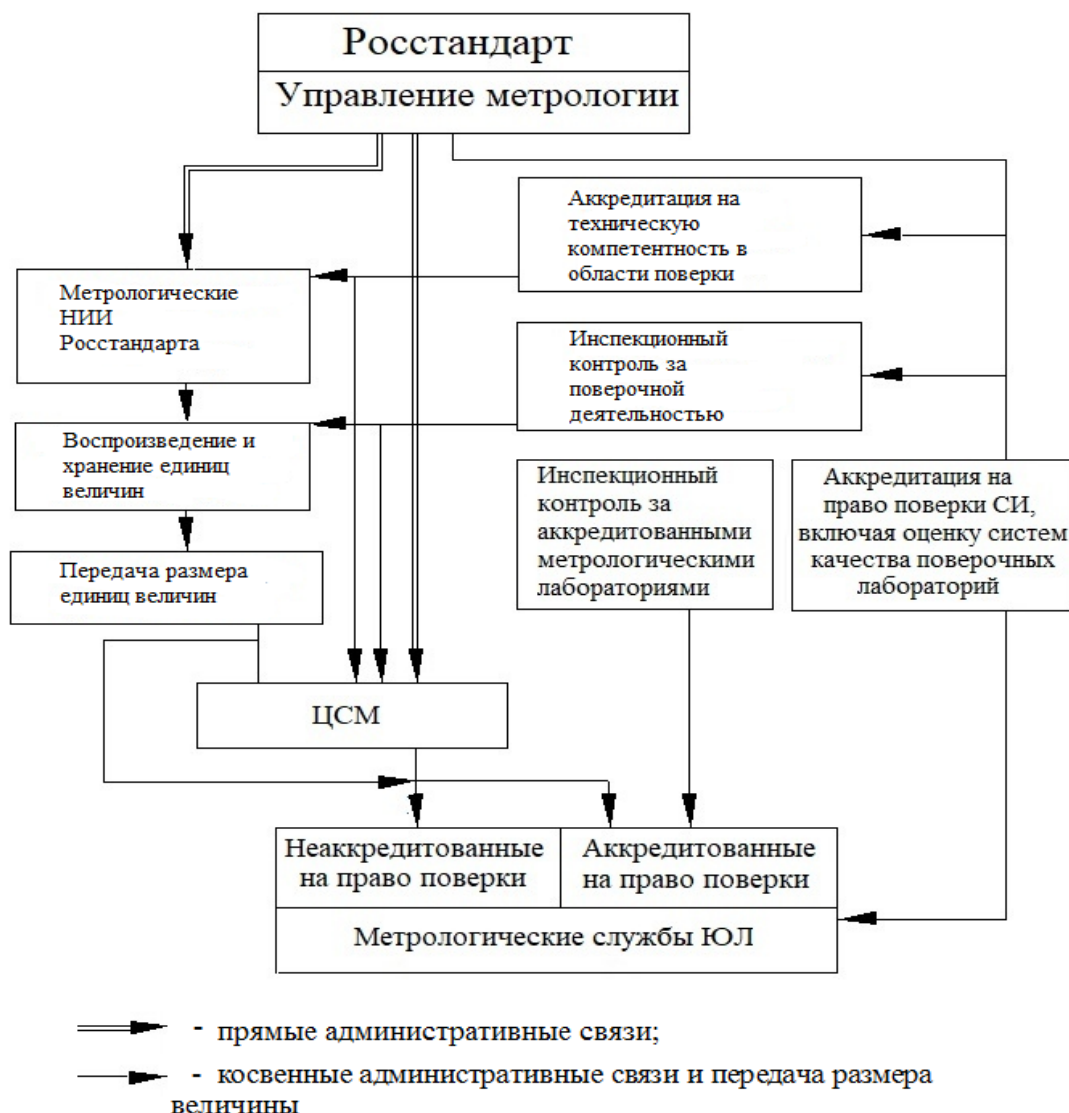 Росстандарт
Управление метрологии
Аккредитация на
техническую
компетентность в
области поверки
Метрологические
НИИ
Росстандарта
Инспекционный
контроль за
поверочной
деятельностью
Воспроизведение и
хранение единиц
величин
Инспекционный
контроль за
аккредитованными
метрологическими
лабораториями
Аккредитация на
право поверки СИ,
включая оценку систем
качества поверочных
лабораторий
Передача размера
единиц величин
ЦСМ
Неаккредитованные
на право поверки
Аккредитованные
на право поверки
Метрологические службы ЮЛ
- прямые административные связи;
- косвенные административные связи и передача размера
величины